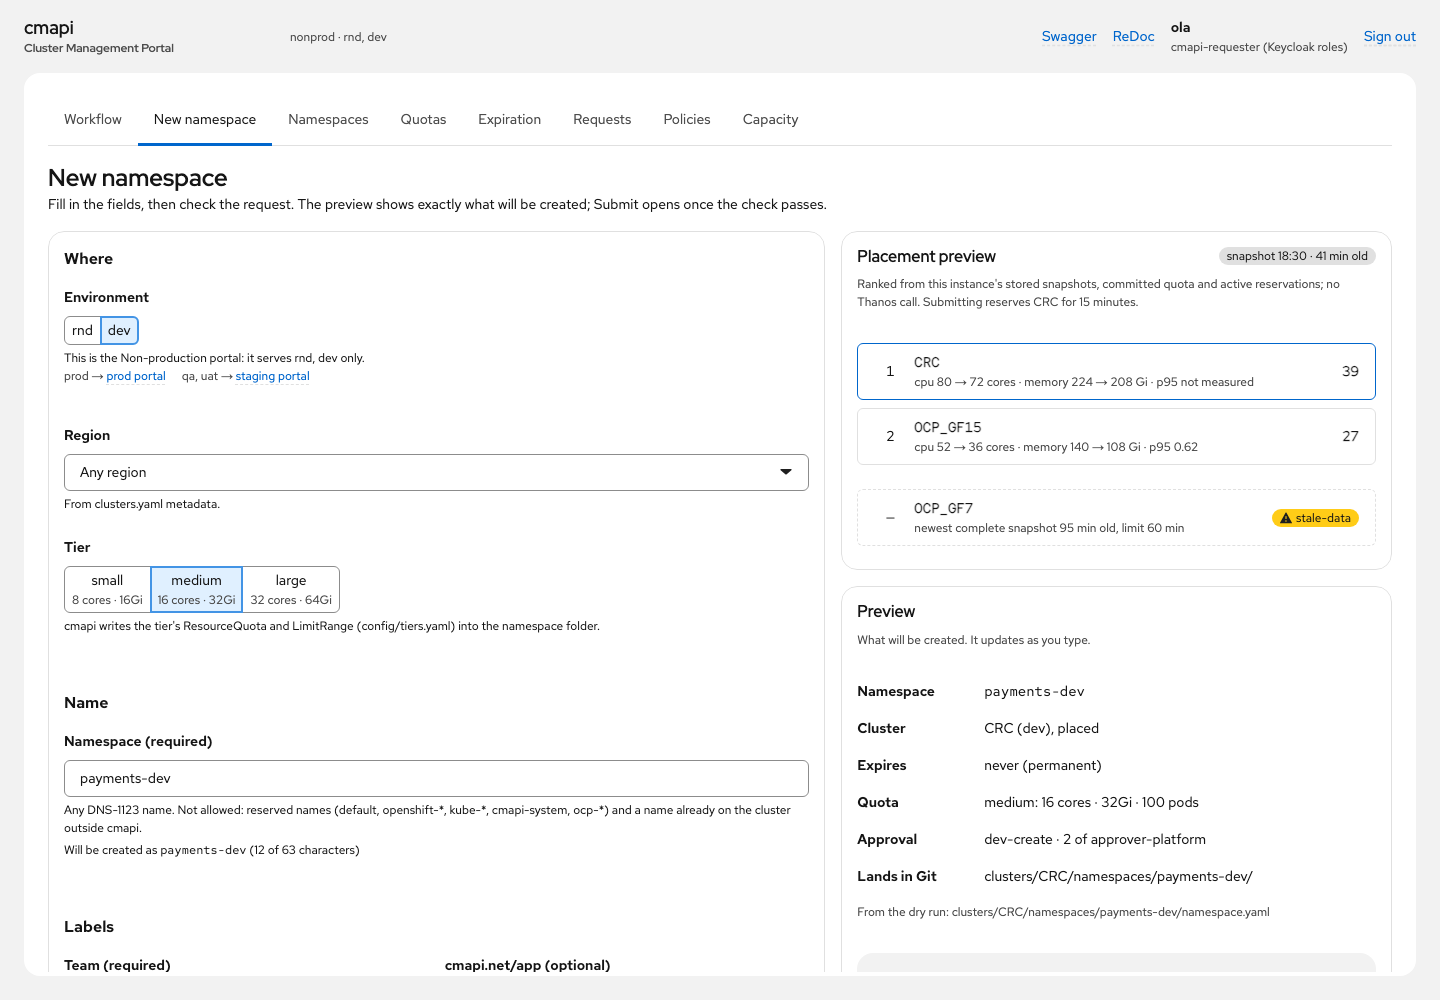 cmapi
Cluster Management Portal
nonprod · rnd, dev
Swagger
ReDoc
ola
cmapi-requester (Keycloak roles)
Sign out
Workflow
New namespace
Namespaces
Quotas
Expiration
Requests
Policies
Capacity
New namespace
Fill in the fields, then check the request. The preview shows exactly what will be created; Submit opens once the check passes.
Where
Environment
rnd
dev
This is the Non-production portal: it serves rnd, dev only.
prod → prod portal qa, uat → staging portal
Region
Any region
From clusters.yaml metadata.
Tier
small
8 cores · 16Gi
medium
16 cores · 32Gi
large
32 cores · 64Gi
cmapi writes the tier's ResourceQuota and LimitRange (config/tiers.yaml) into the namespace folder.
Name
Namespace (required)
payments-dev
Any DNS-1123 name. Not allowed: reserved names (default, openshift-*, kube-*, cmapi-system, ocp-*) and a name already on the cluster
outside cmapi.
Will be created as payments-dev (12 of 63 characters)
Labels
Team (required)
cmapi.net/app (optional)
Placement preview
snapshot 18:30 · 41 min old
Ranked from this instance's stored snapshots, committed quota and active reservations; no
Thanos call. Submitting reserves CRC for 15 minutes.
1
CRC
cpu 80 → 72 cores · memory 224 → 208 Gi · p95 not measured
39
2
OCP_GF15
cpu 52 → 36 cores · memory 140 → 108 Gi · p95 0.62
27
–
OCP_GF7
newest complete snapshot 95 min old, limit 60 min
stale-data
Preview
What will be created. It updates as you type.
Namespace payments-dev
Cluster CRC (dev), placed
Expires never (permanent)
Quota medium: 16 cores · 32Gi · 100 pods
Approval dev-create · 2 of approver-platform
Lands in Git clusters/CRC/namespaces/payments-dev/
From the dry run: clusters/CRC/namespaces/payments-dev/namespace.yaml